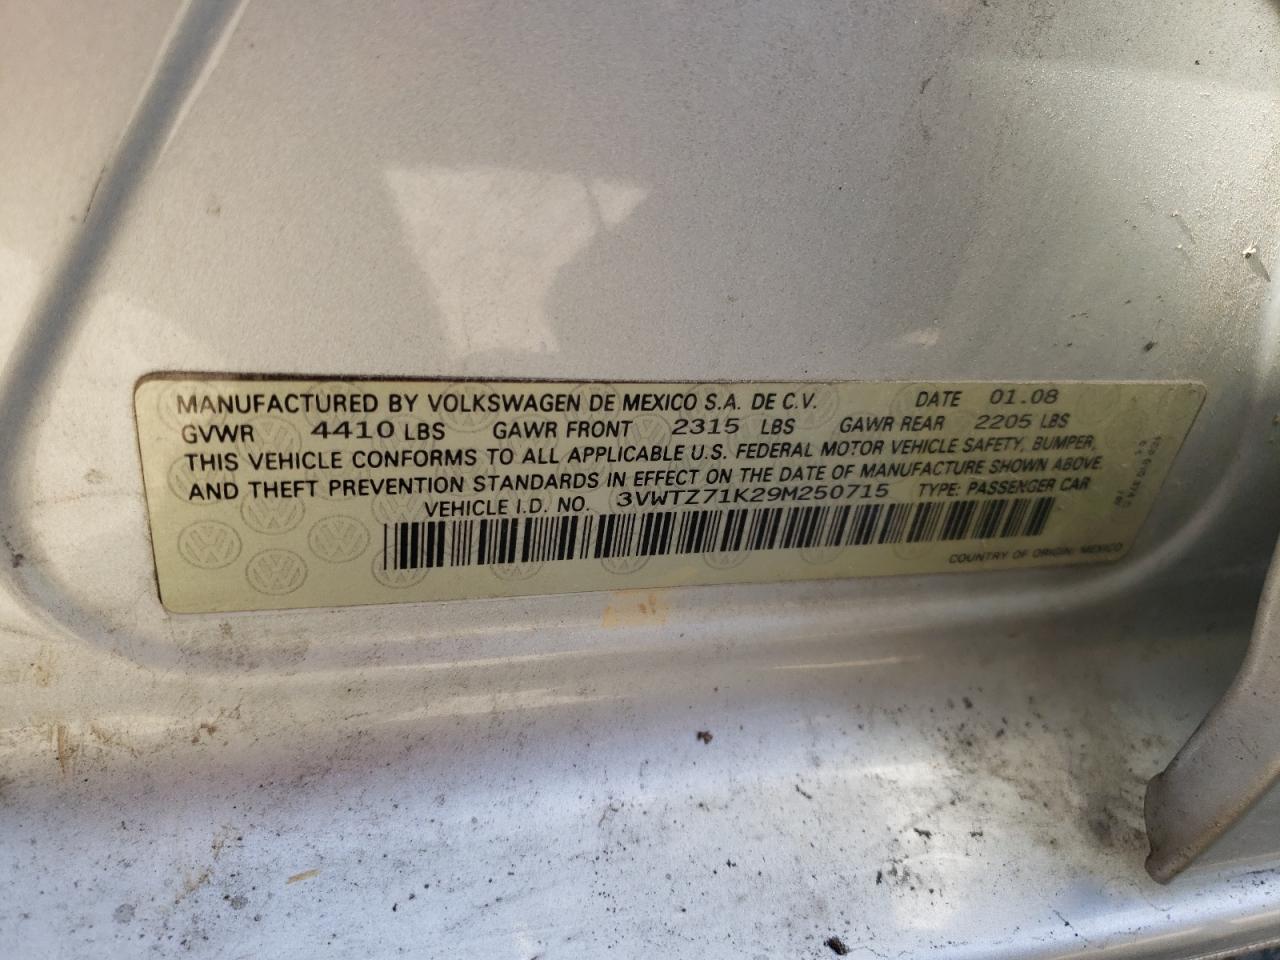 MANUFACTURED BY VOLKSWAGEN DE MEXICO S.A. DE C.V. DATE 01.08
GVWR 4410 LBS GAWR FRONT 2315 LBS GAWR REAR 2205 LBS
THIS VEHICLE CONFORMS TO ALL APPLICABLE U.S. FEDERAL MOTOR VEHICLE SAFETY, BUMPER,
AND THEFT PREVENTION STANDARDS IN EFFECT ON THE DATE OF MANUFACTURE SHOWN ABOVE.
VEHICLE I.D. NO. 3VWTZ71K29M250715 TYPE: PASSENGER CAR
COUNTRY OF ORIGIN: MEXICO